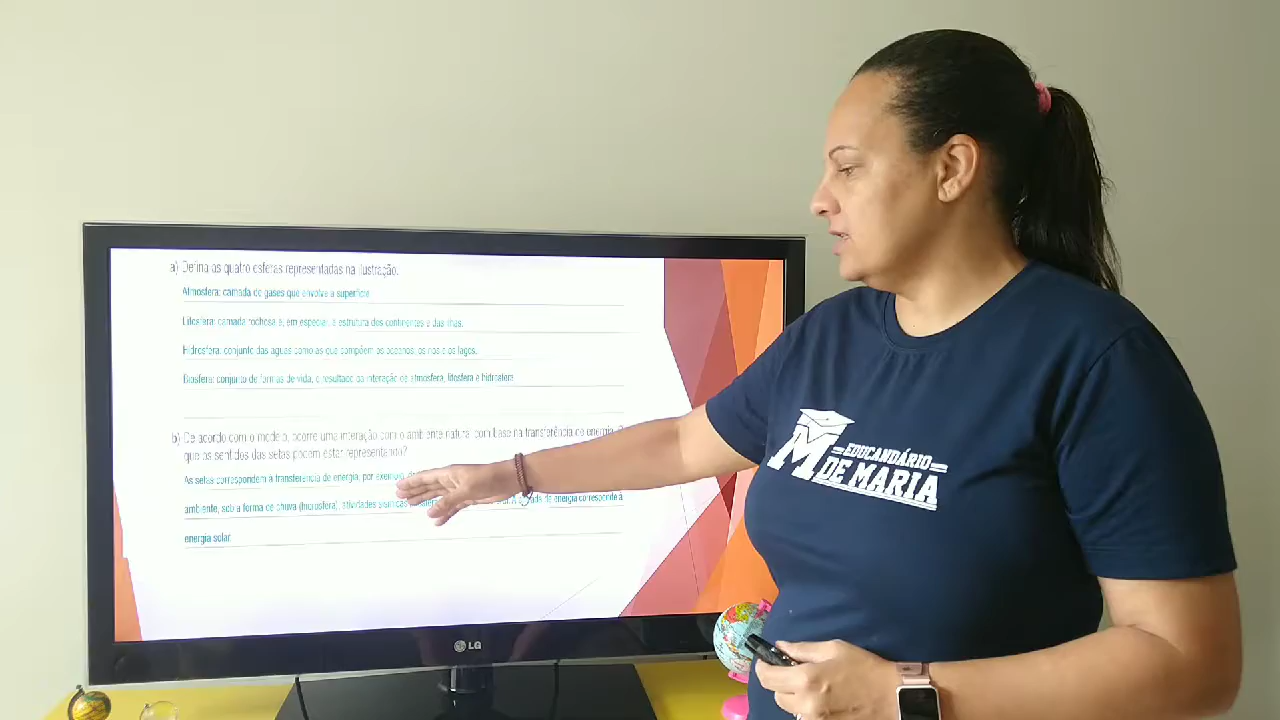 a) Defina as quatro esferas representadas na ilustração.
Atmosfera: camada de gases que envolve a superfície.
Litosfera: camada rochosa e, em especial, a estrutura dos continentes e das ilhas.
Hidrosfera: conjunto das águas como as que compõem os oceanos, os rios e os lagos.
Biosfera: conjunto de formas de vida, o resultado da interação da atmosfera, litosfera e hidrosfera.
b) De acordo com o modelo, ocorre uma interação com o ambiente natural com base na transferência de energia.
que os sentidos das setas podem estar representando?
As setas correspondem à transferência de energia, por exemplo
ambiente, sob a forma de chuva (hidrosfera), atividades sísmicas de energia corresponde à
energia solar.
LG
M
EDUCANDÁRIO
DE MARIA